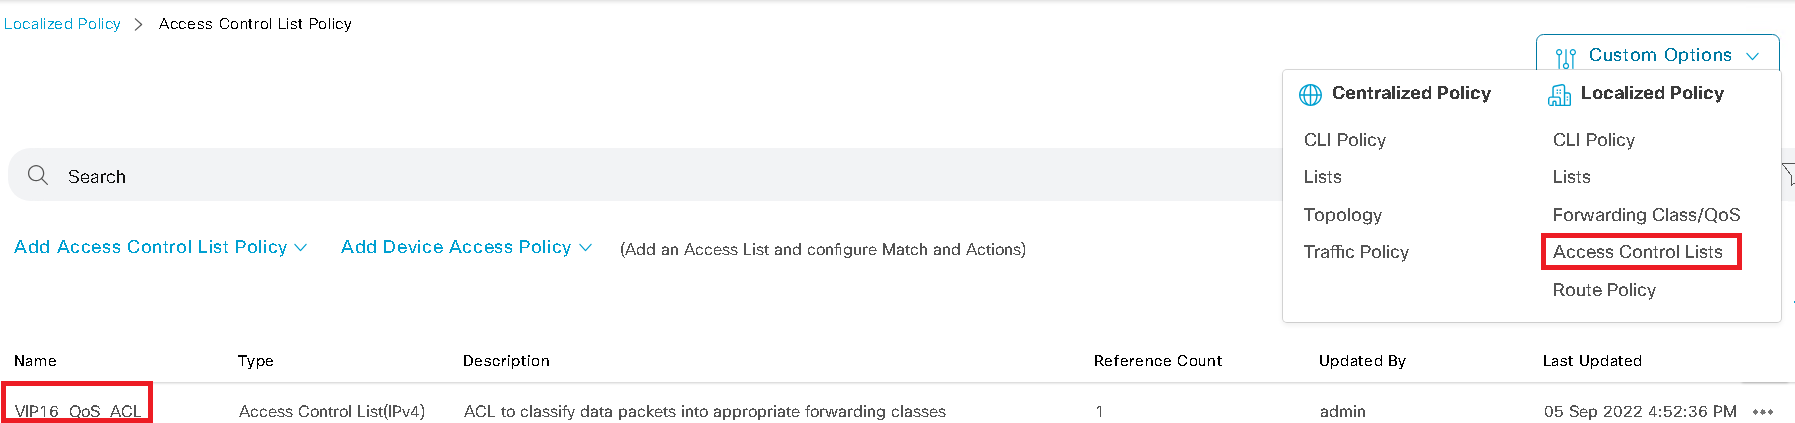 Localized Policy > Access Control List Policy
Custom Options
Centralized Policy Localized Policy
CLI Policy CLI Policy
Lists Lists
Topology Forwarding Class/QoS
Traffic Policy Access Control Lists
Route Policy
Search
Add Access Control List Policy Add Device Access Policy (Add an Access List and configure Match and Actions)
Name Type Description Reference Count Updated By Last Updated
VIP16_QoS_ACL Access Control List(IPv4) ACL to classify data packets into appropriate forwarding classes 1 admin 05 Sep 2022 4:52:36 PM •••